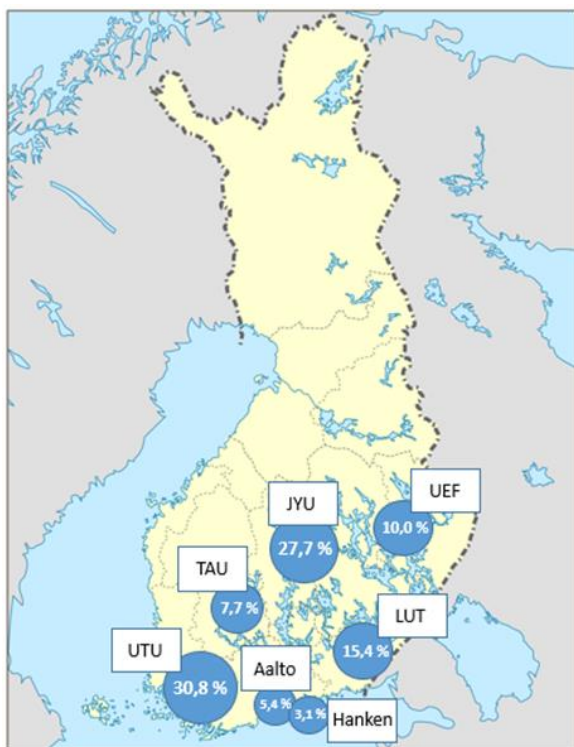 UEF
10,0 %
JYU
27,7 %
TAU
7,7 %
LUT
15,4 %
UTU
30,8 %
Aalto
5,4 %
3,1 %
Hanken